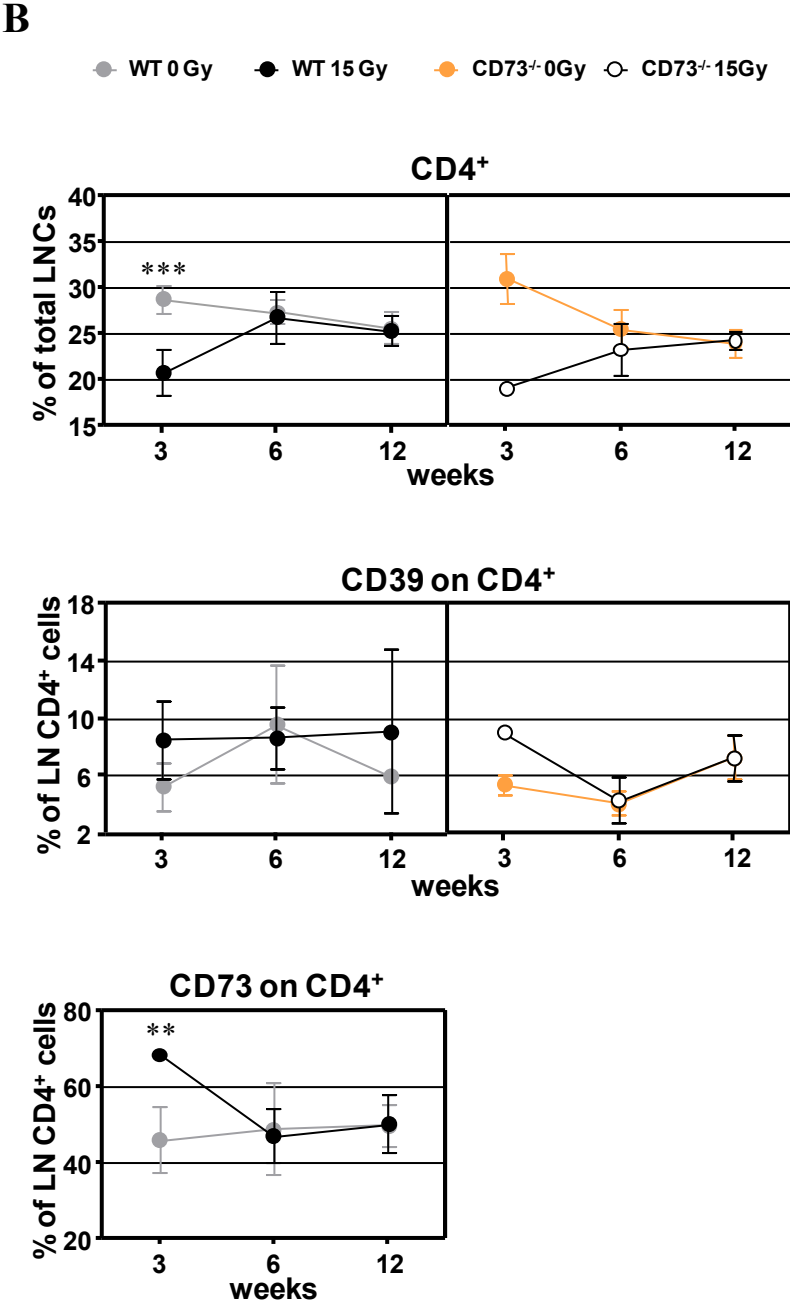 B
WT 0 Gy WT 15 Gy CD73-/- 0Gy CD73-/- 15Gy
CD4+
% of total LNCs
40
35
30
25
20
15
***
3 6 12 3 6 12
weeks
CD39 on CD4+
% of LN CD4+ cells
18
14
10
6
2
3 6 12 3 6 12
weeks
CD73 on CD4+
% of LN CD4+ cells
80
60
40
20
**
3 6 12
weeks